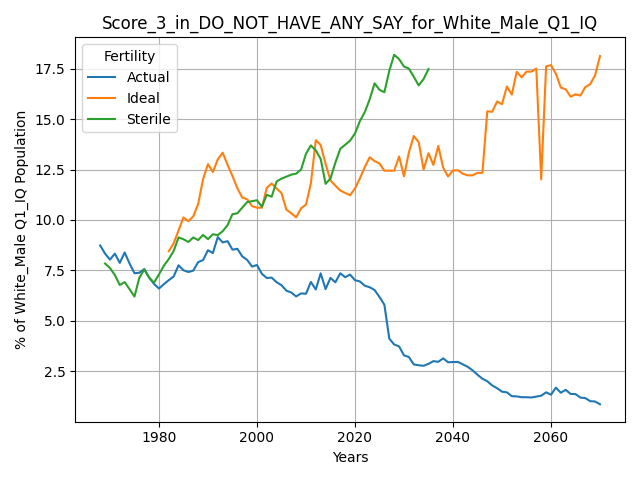 Score_3_in_DO_NOT_HAVE_ANY_SAY_for_White_Male_Q1_IQ
Fertility
Actual
Ideal
Sterile
% of White_Male Q1_IQ Population
17.5
15.0
12.5
10.0
7.5
5.0
2.5
1980 2000 2020 2040 2060
Years